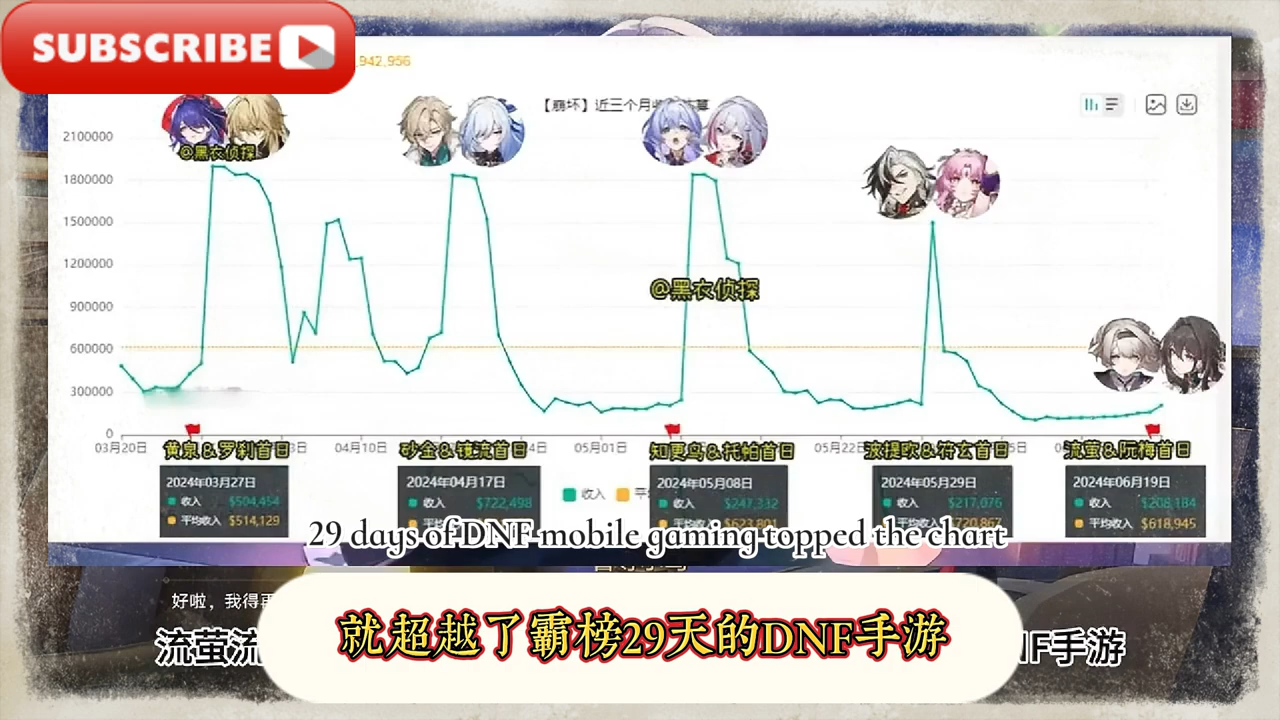 SUBSCRIBE
,942,956
【崩坏】近三个月收
2100000
@黑衣侦探
1800000
1500000
1200000
@黑衣侦探
900000
600000
300000
0
03月20日
04月10日
05月01日
05月22日
黄泉&罗刹首日
砂金&镜流首日
知更鸟&托帕首日
波提欧&符玄首日
流萤&阮梅首日
2024年03月27日
收入 $504,454
平均收入 $514,129
2024年04月17日
收入 $722,498
收入
2024年05月08日
收入 $247,332
平均收入 $623,801
2024年05月29日
收入 $217,076
平均收入 $720,867
2024年06月19日
收入 $208,184
平均收入 $618,945
29 days of DNF mobile gaming topped the chart
好啦，我得再
就超越了霸榜29天的DNF手游
流萤流
NF手游